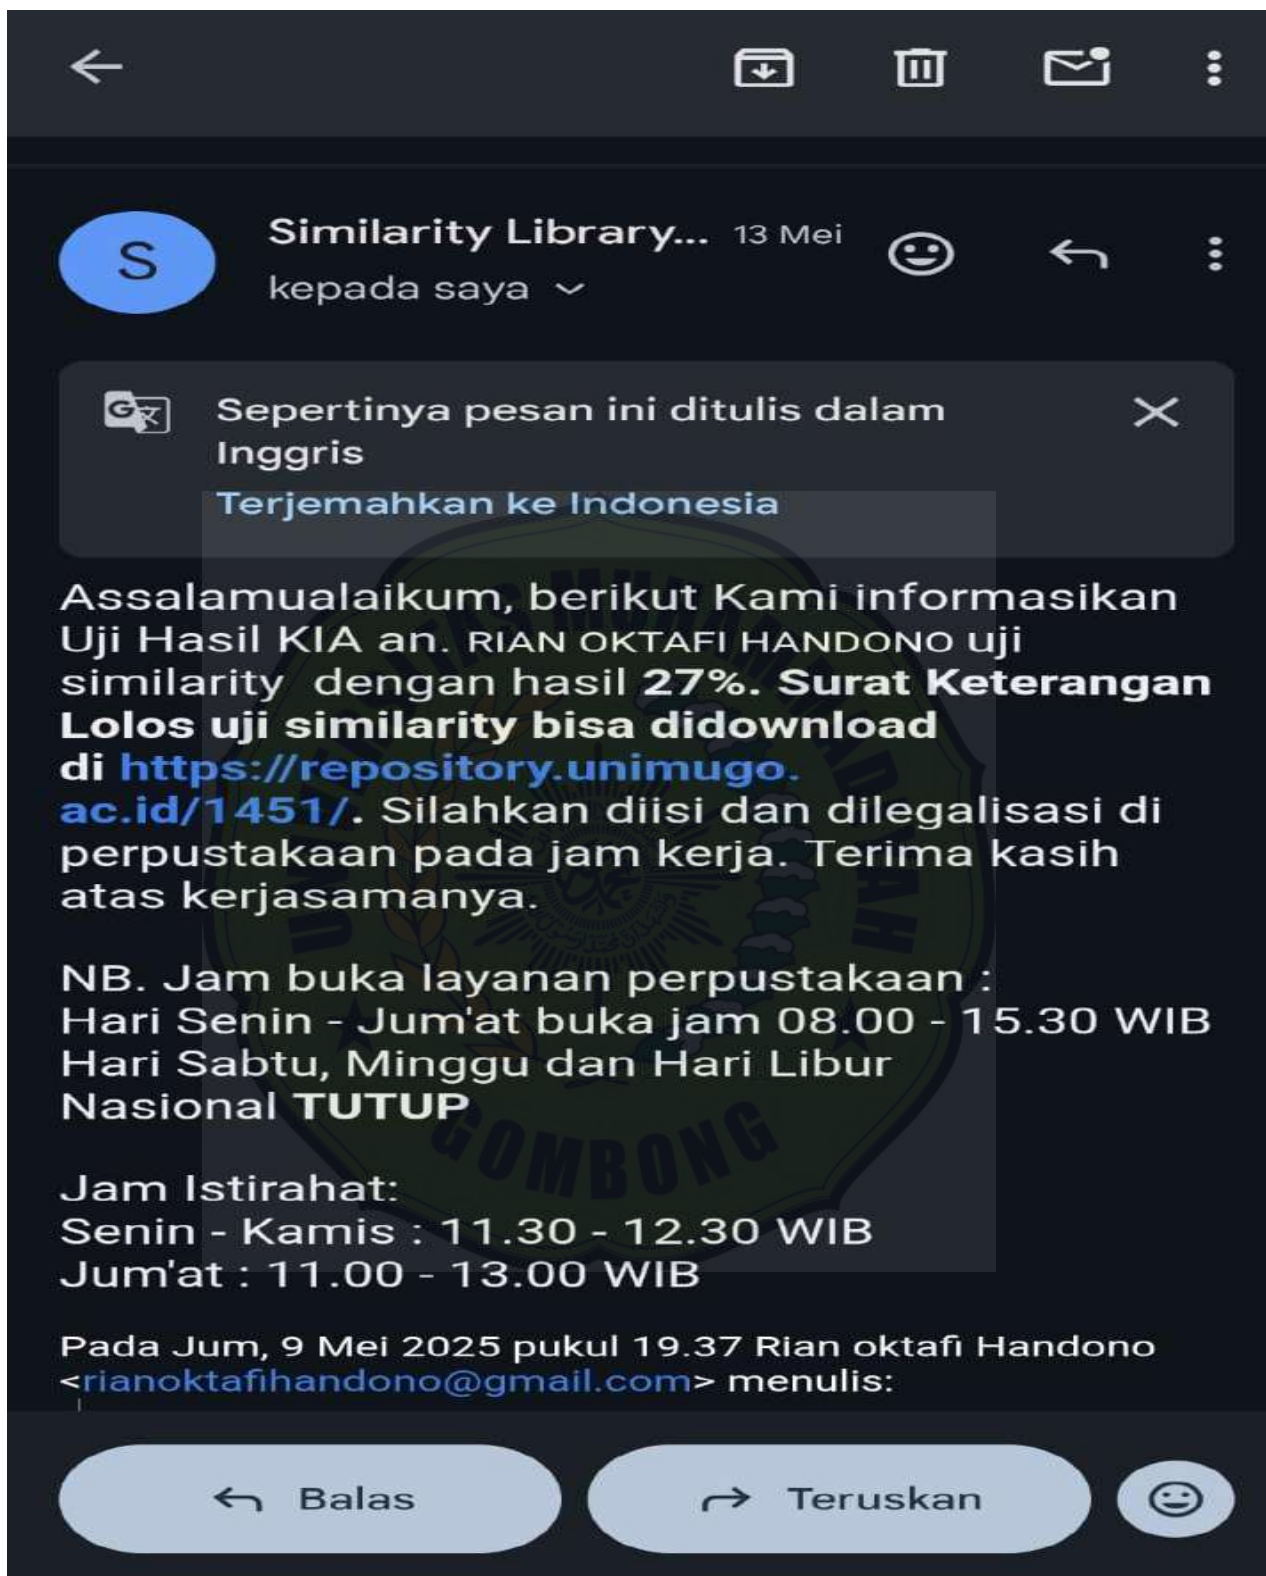 Similarity Library... 13 Mei
kepada saya
Sepertinya pesan ini ditulis dalam
Inggris
Terjemahkan ke Indonesia
Assalamualaikum, berikut Kami informasikan
Uji Hasil KIA an. RIAN OKTAFI HANDONO uji
similarity dengan hasil 27%. Surat Keterangan
Lolos uji similarity bisa didownload
di https://repository.unimugo.
ac.id/1451/. Silahkan diisi dan dilegalisasi di
perpustakaan pada jam kerja. Terima kasih
atas kerjasamanya.
NB. Jam buka layanan perpustakaan :
Hari Senin - Jum'at buka jam 08.00 - 15.30 WIB
Hari Sabtu, Minggu dan Hari Libur
Nasional TUTUP
Jam Istirahat:
Senin - Kamis : 11.30 - 12.30 WIB
Jum'at : 11.00 - 13.00 WIB
Pada Jum, 9 Mei 2025 pukul 19.37 Rian oktafi Handono
<rianoktafihandono@gmail.com> menulis:
Balas
Teruskan
S
UNIVERSITAS MUHAMMADIYAH
GOMBONG